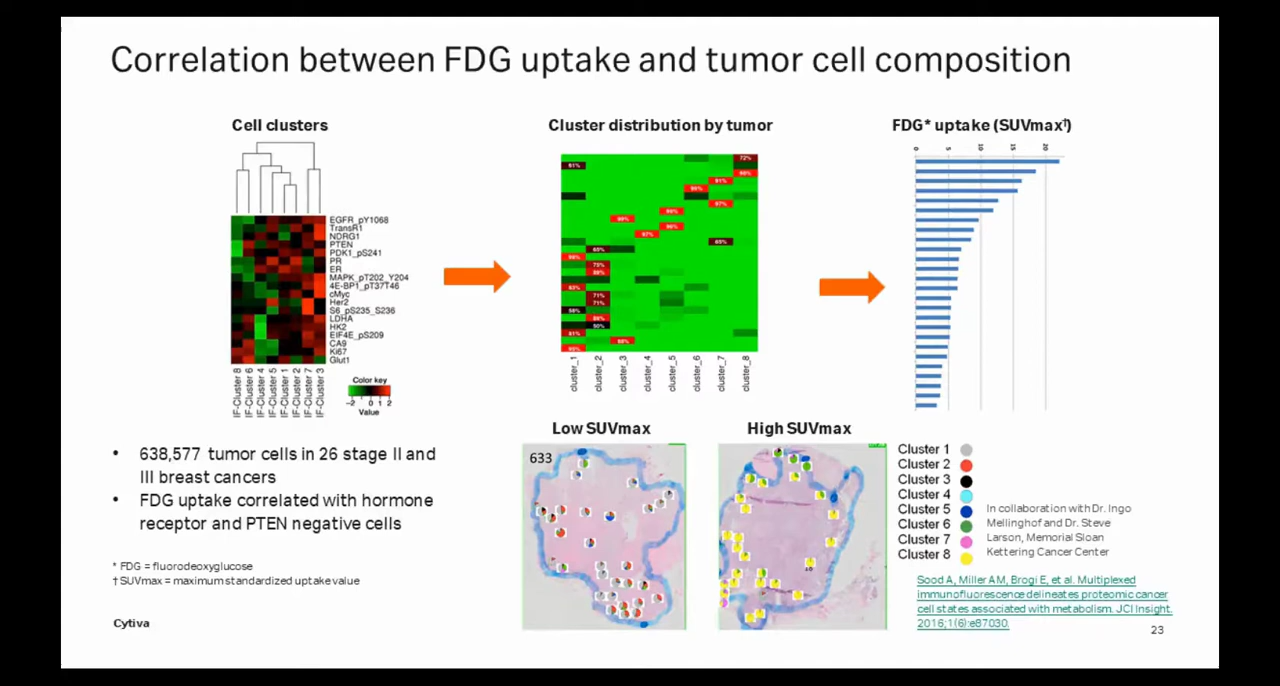 Correlation between FDG uptake and tumor cell composition
Cell clusters
EGFR_pY1068
TransR1
NDRG1
PTEN
PDK1_pS241
PR
ER
MAPK_pT202_Y204
4E-BP1_pT37T46
cMyc
Her2
S6_pS235_S236
LDHA
HK2
EIF4E_pS209
CA9
Ki67
Glut1
IF-Cluster 8
IF-Cluster 6
IF-Cluster 4
IF-Cluster 5
IF-Cluster 1
IF-Cluster 2
IF-Cluster 7
IF-Cluster 3
Color key
-2 0 1 2
Value
Cluster distribution by tumor
72%
97%
97%
65%
71%
71%
50%
cluster_1
cluster_2
cluster_3
cluster_4
cluster_5
cluster_6
cluster_7
cluster_8
FDG* uptake (SUVmax†)
0 5 10 15 20
• 638,577 tumor cells in 26 stage II and
III breast cancers
• FDG uptake correlated with hormone
receptor and PTEN negative cells
* FDG = fluorodeoxyglucose
† SUVmax = maximum standardized uptake value
Cytiva
Low SUVmax
633
High SUVmax
Cluster 1
Cluster 2
Cluster 3
Cluster 4
Cluster 5
Cluster 6
Cluster 7
Cluster 8
In collaboration with Dr. Ingo
Mellinghof and Dr. Steve
Larson, Memorial Sloan
Kettering Cancer Center
Sood A, Miller AM, Brogi E, et al. Multiplexed
immunofluorescence delineates proteomic cancer
cell states associated with metabolism. JCI Insight.
2016;1(6):e87030.
23